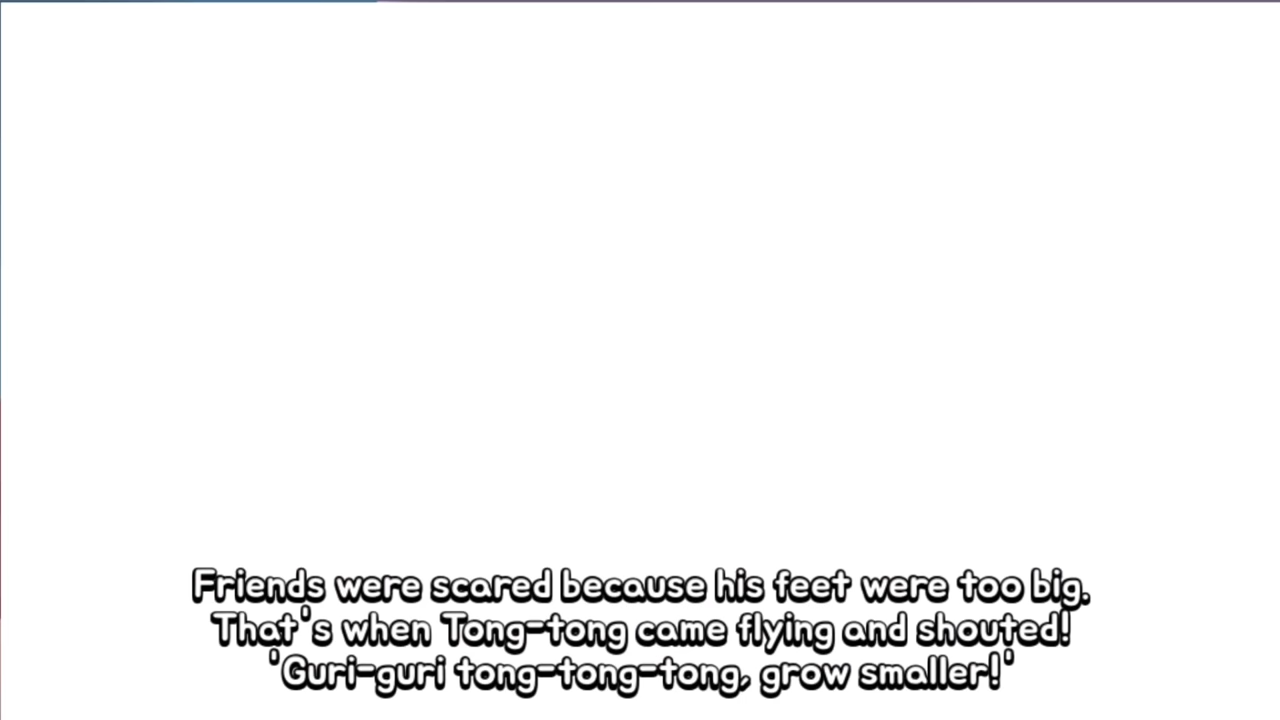 Friends were scared because his feet were too big.
That's when Tong-tong came flying and shouted!
'Guri-guri tong-tong-tong, grow smaller!'